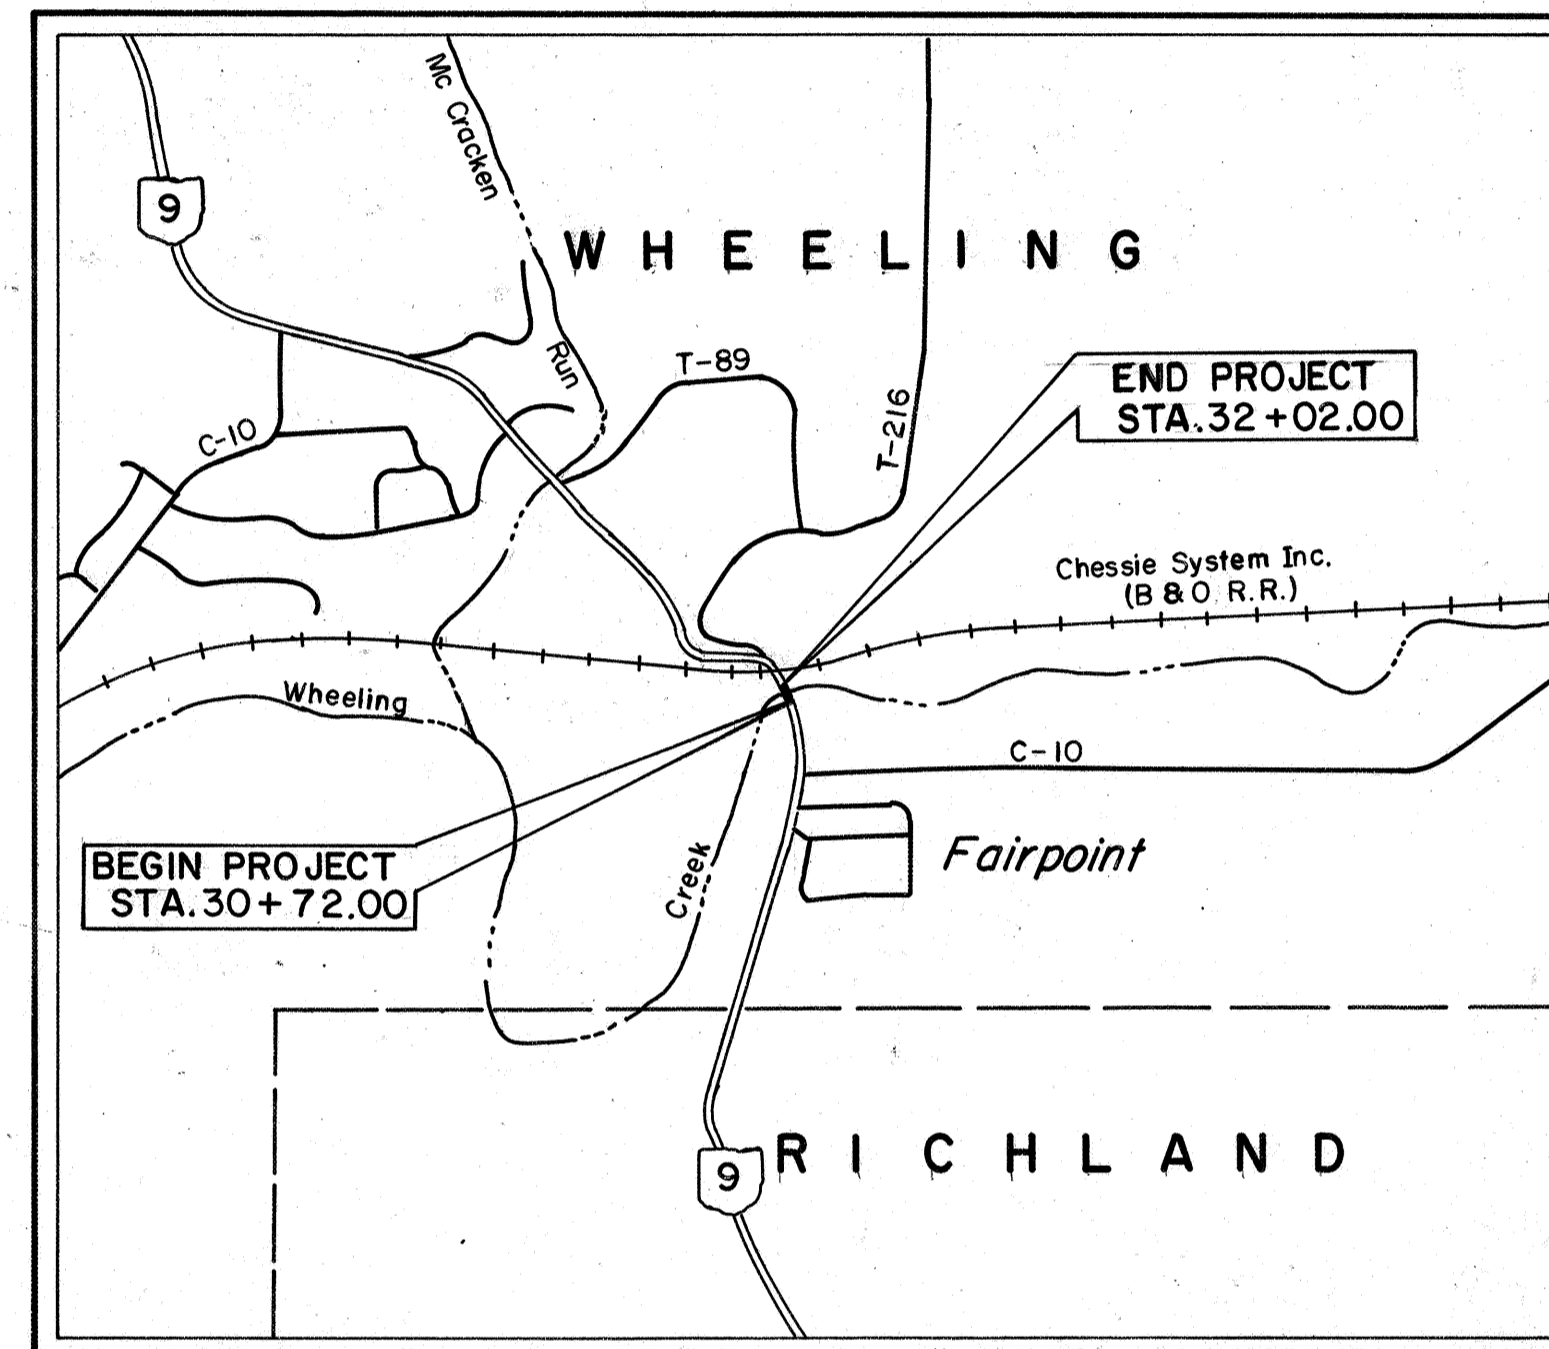 Mc Cracken
9
WHEELING
Run
T-89
END PROJECT
STA.32+02.00
T-216
C-10
Chessie System Inc.
(B & O R.R.)
Wheeling
C-10
BEGIN PROJECT
STA.30+72.00
Creek
Fairpoint
RICHLAND
9